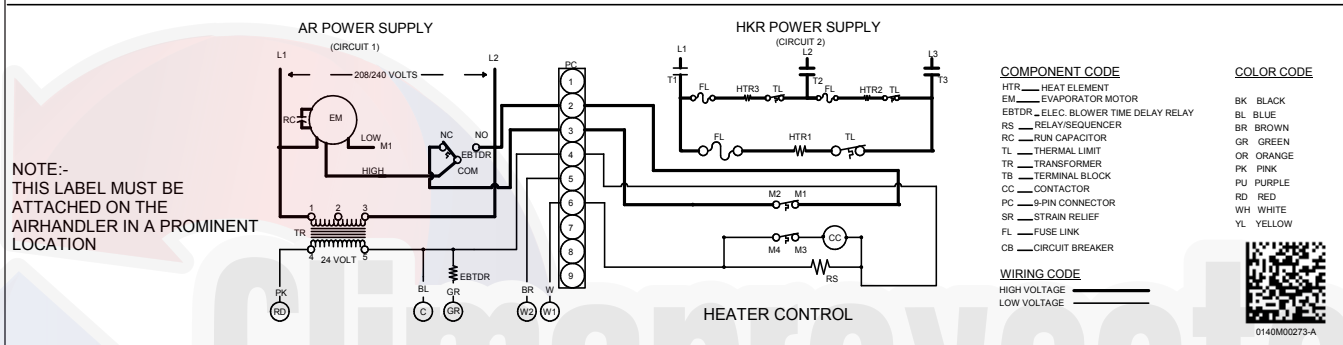 AR POWER SUPPLY
(CIRCUIT 1)
L1
L2
208/240 VOLTS
RC
EM
LOW
M1
HIGH
NC
NO
EBTDR
COM
TR
1 2 3
4 5
24 VOLT
EBTDR
PK
RD
BL
C
GR
GR
BR
W2
W
W1
PC
1
2
3
4
5
6
7
8
9
HKR POWER SUPPLY
(CIRCUIT 2)
L1 L2 L3
T1 T2 T3
FL HTR3 TL FL HTR2 TL
FL HTR1 TL
M2 M1
M4 M3 CC
RS
HEATER CONTROL
NOTE:-
THIS LABEL MUST BE
ATTACHED ON THE
AIRHANDLER IN A PROMINENT
LOCATION
COMPONENT CODE
HTR HEAT ELEMENT
EM EVAPORATOR MOTOR
EBTDR ELEC. BLOWER TIME DELAY RELAY
RS RELAY/SEQUENCER
RC RUN CAPACITOR
TL THERMAL LIMIT
TR TRANSFORMER
TB TERMINAL BLOCK
CC CONTACTOR
PC 9-PIN CONNECTOR
SR STRAIN RELIEF
FL FUSE LINK
CB CIRCUIT BREAKER
WIRING CODE
HIGH VOLTAGE
LOW VOLTAGE
COLOR CODE
BK BLACK
BL BLUE
BR BROWN
GR GREEN
OR ORANGE
PK PINK
PU PURPLE
RD RED
WH WHITE
YL YELLOW
0140M00273-A